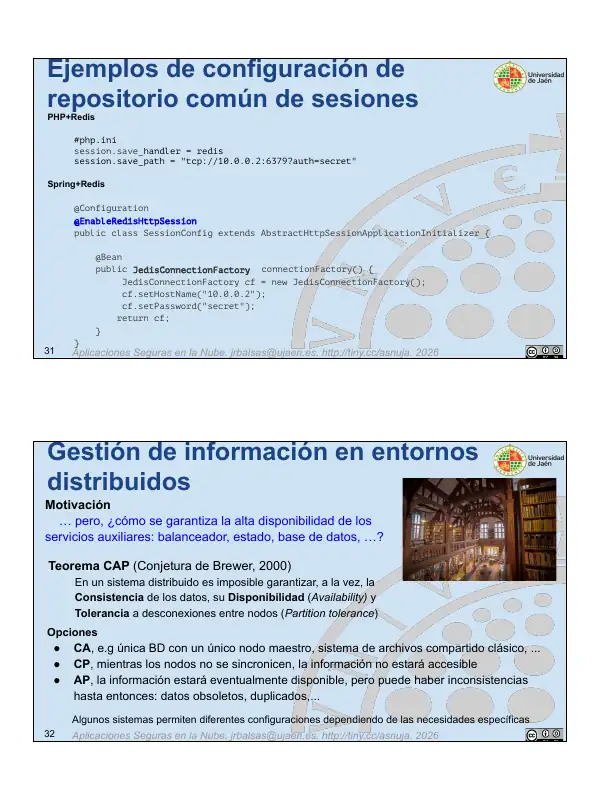 Ejemplos de configuración de
repositorio común de sesiones
Universidad
de Jaén
PHP+Redis
#php.ini
session.save_handler = redis
session.save_path = "tcp://10.0.0.2:6379?auth=secret"
Spring+Redis
@Configuration
@EnableRedisHttpSession
public class SessionConfig extends AbstractHttpSessionApplicationInitializer {
@Bean
public JedisConnectionFactory connectionFactory() {
JedisConnectionFactory cf = new JedisConnectionFactory();
cf.setHostName("10.0.0.2");
cf.setPassword("secret");
return cf;
}
}
31 Aplicaciones Seguras en la Nube. jrbalsas@ujaen.es. http://tiny.cc/asnuja. 2026
Gestión de información en entornos
distribuidos
Universidad
de Jaén
Motivación
… pero, ¿cómo se garantiza la alta disponibilidad de los
servicios auxiliares: balanceador, estado, base de datos, …?
Teorema CAP (Conjetura de Brewer, 2000)
En un sistema distribuido es imposible garantizar, a la vez, la
Consistencia de los datos, su Disponibilidad (Availability) y
Tolerancia a desconexiones entre nodos (Partition tolerance)
Opciones
● CA, e.g única BD con un único nodo maestro, sistema de archivos compartido clásico, ...
● CP, mientras los nodos no se sincronicen, la información no estará accesible
● AP, la información estará eventualmente disponible, pero puede haber inconsistencias
hasta entonces: datos obsoletos, duplicados,...
Algunos sistemas permiten diferentes configuraciones dependiendo de las necesidades específicas
32 Aplicaciones Seguras en la Nube. jrbalsas@ujaen.es. http://tiny.cc/asnuja. 2026